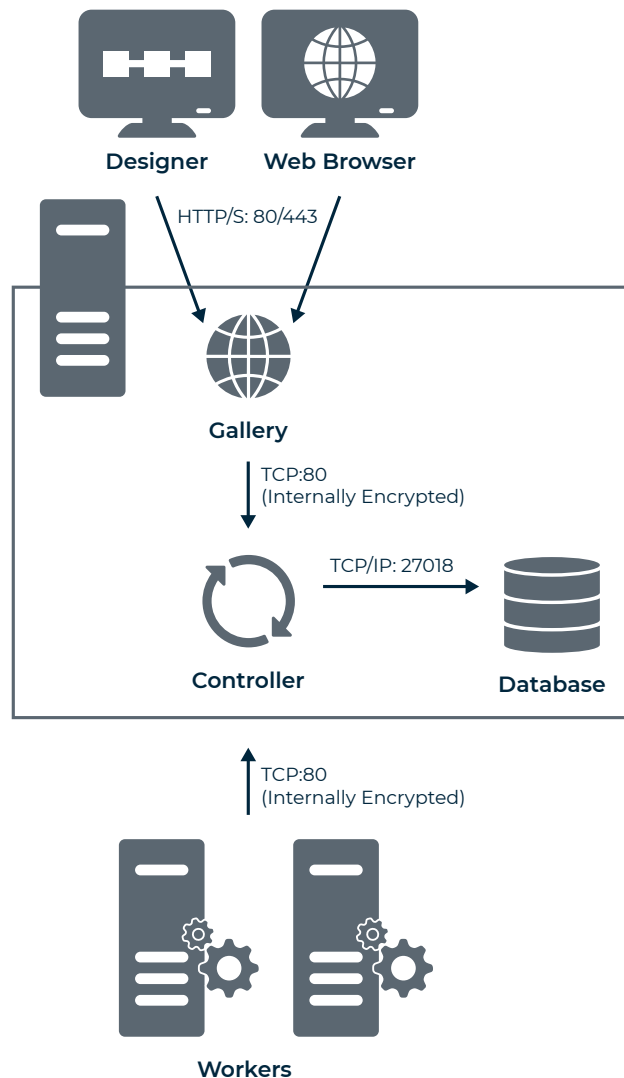 Designer
Web Browser
HTTP/S: 80/443
Gallery
TCP:80
(Internally Encrypted)
TCP/IP: 27018
Controller
Database
TCP:80
(Internally Encrypted)
Workers